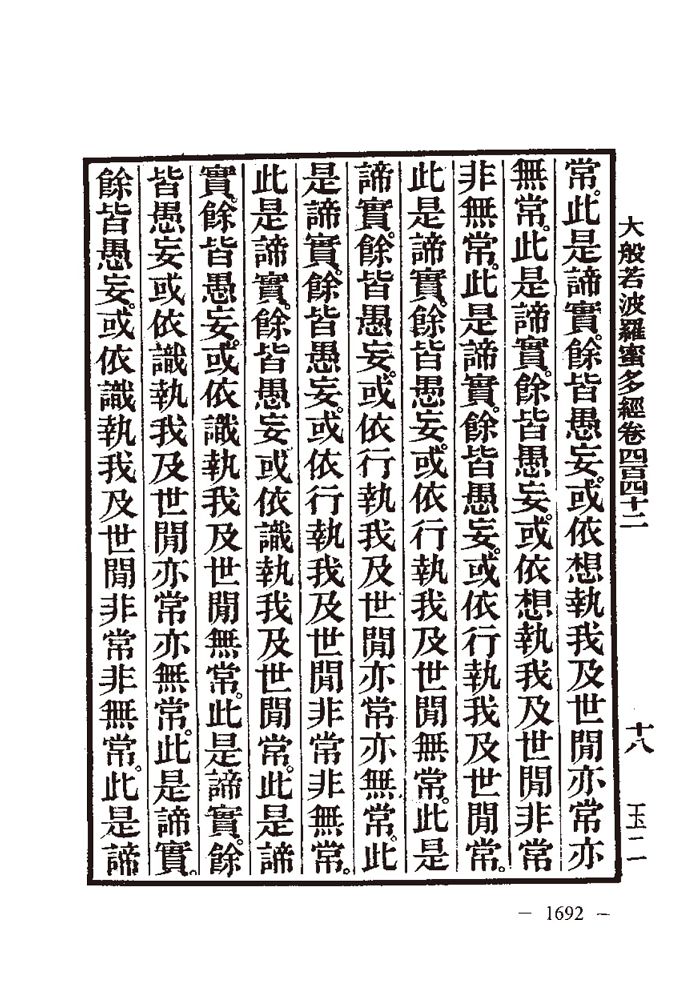 大般若波羅蜜多經卷四百四十二　十八　玉二
常。此是諦實。餘皆愚妄。或依想執我及世閒亦常亦
無常。此是諦實。餘皆愚妄。或依想執我及世閒非常
非無常。此是諦實。餘皆愚妄。或依行執我及世閒常。
此是諦實。餘皆愚妄。或依行執我及世閒無常。此是
諦實。餘皆愚妄。或依行執我及世閒亦常亦無常。此
是諦實。餘皆愚妄。或依行執我及世閒非常非無常。
此是諦實。餘皆愚妄或依識執我及世閒常。此是諦
實。餘皆愚妄。或依識執我及世閒無常。此是諦實。餘
皆愚妄或依識執我及世閒亦常亦無常。此是諦實。
餘皆愚妄。或依識執我及世閒非常非無常。此是諦
— 1692 —